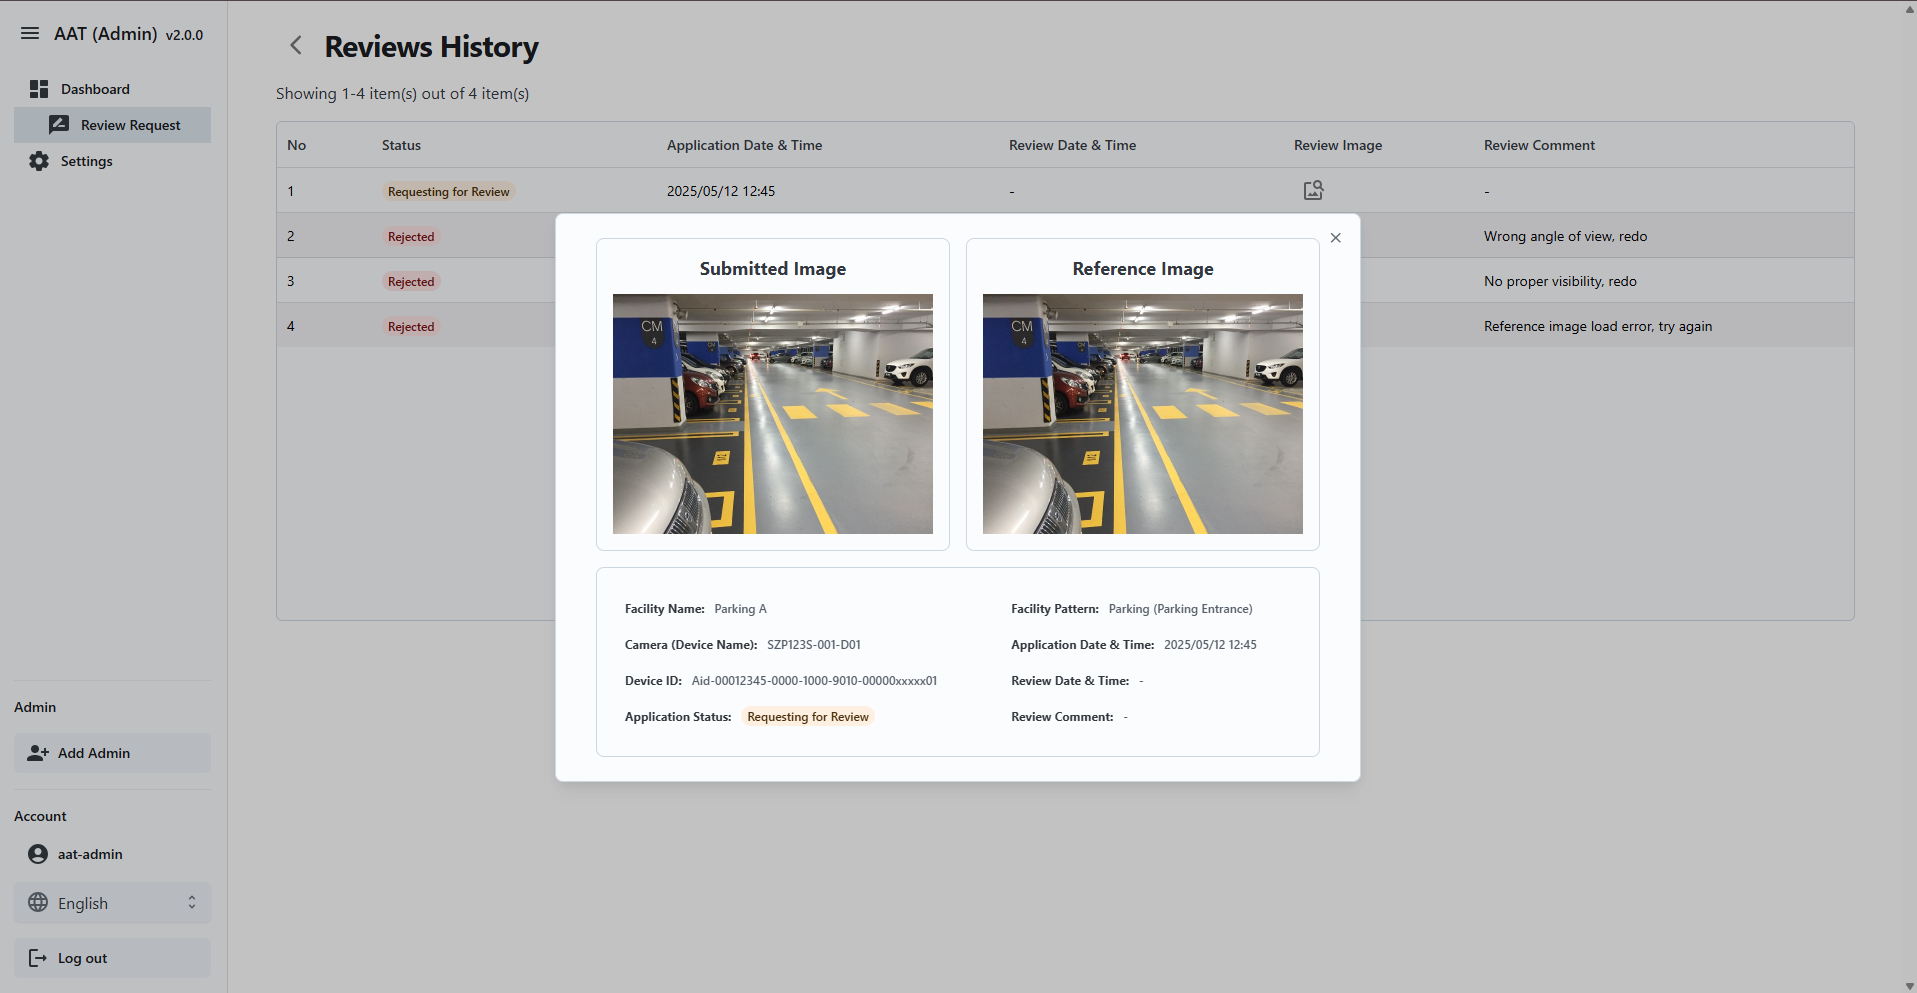 AAT (Admin) v2.0.0
Dashboard
Review Request
Settings
Admin
Add Admin
Account
aat-admin
English
Log out
Reviews History
Showing 1-4 item(s) out of 4 item(s)
No Status Application Date & Time Review Date & Time Review Image Review Comment
1 Requesting for Review 2025/05/12 12:45 - -
2 Rejected Wrong angle of view, redo
3 Rejected No proper visibility, redo
4 Rejected Reference image load error, try again
Submitted Image
CM
4
Reference Image
CM
4
Facility Name: Parking A
Facility Pattern: Parking (Parking Entrance)
Camera (Device Name): SZP123S-001-D01
Application Date & Time: 2025/05/12 12:45
Device ID: Aid-00012345-0000-1000-9010-00000xxxxx01
Review Date & Time: -
Application Status: Requesting for Review
Review Comment: -